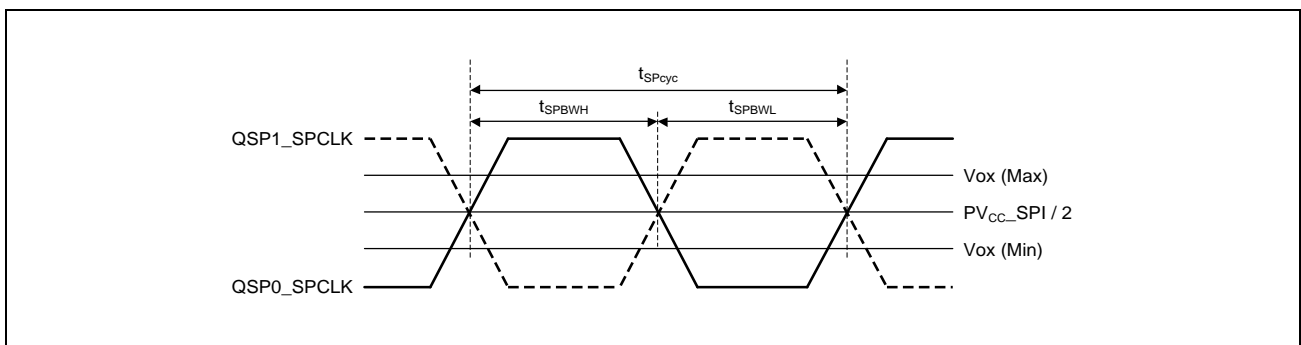 tSPcyc
tSPBWH
tSPBWL
QSP1_SPCLK
Vox (Max)
PVCC_SPI / 2
Vox (Min)
QSP0_SPCLK